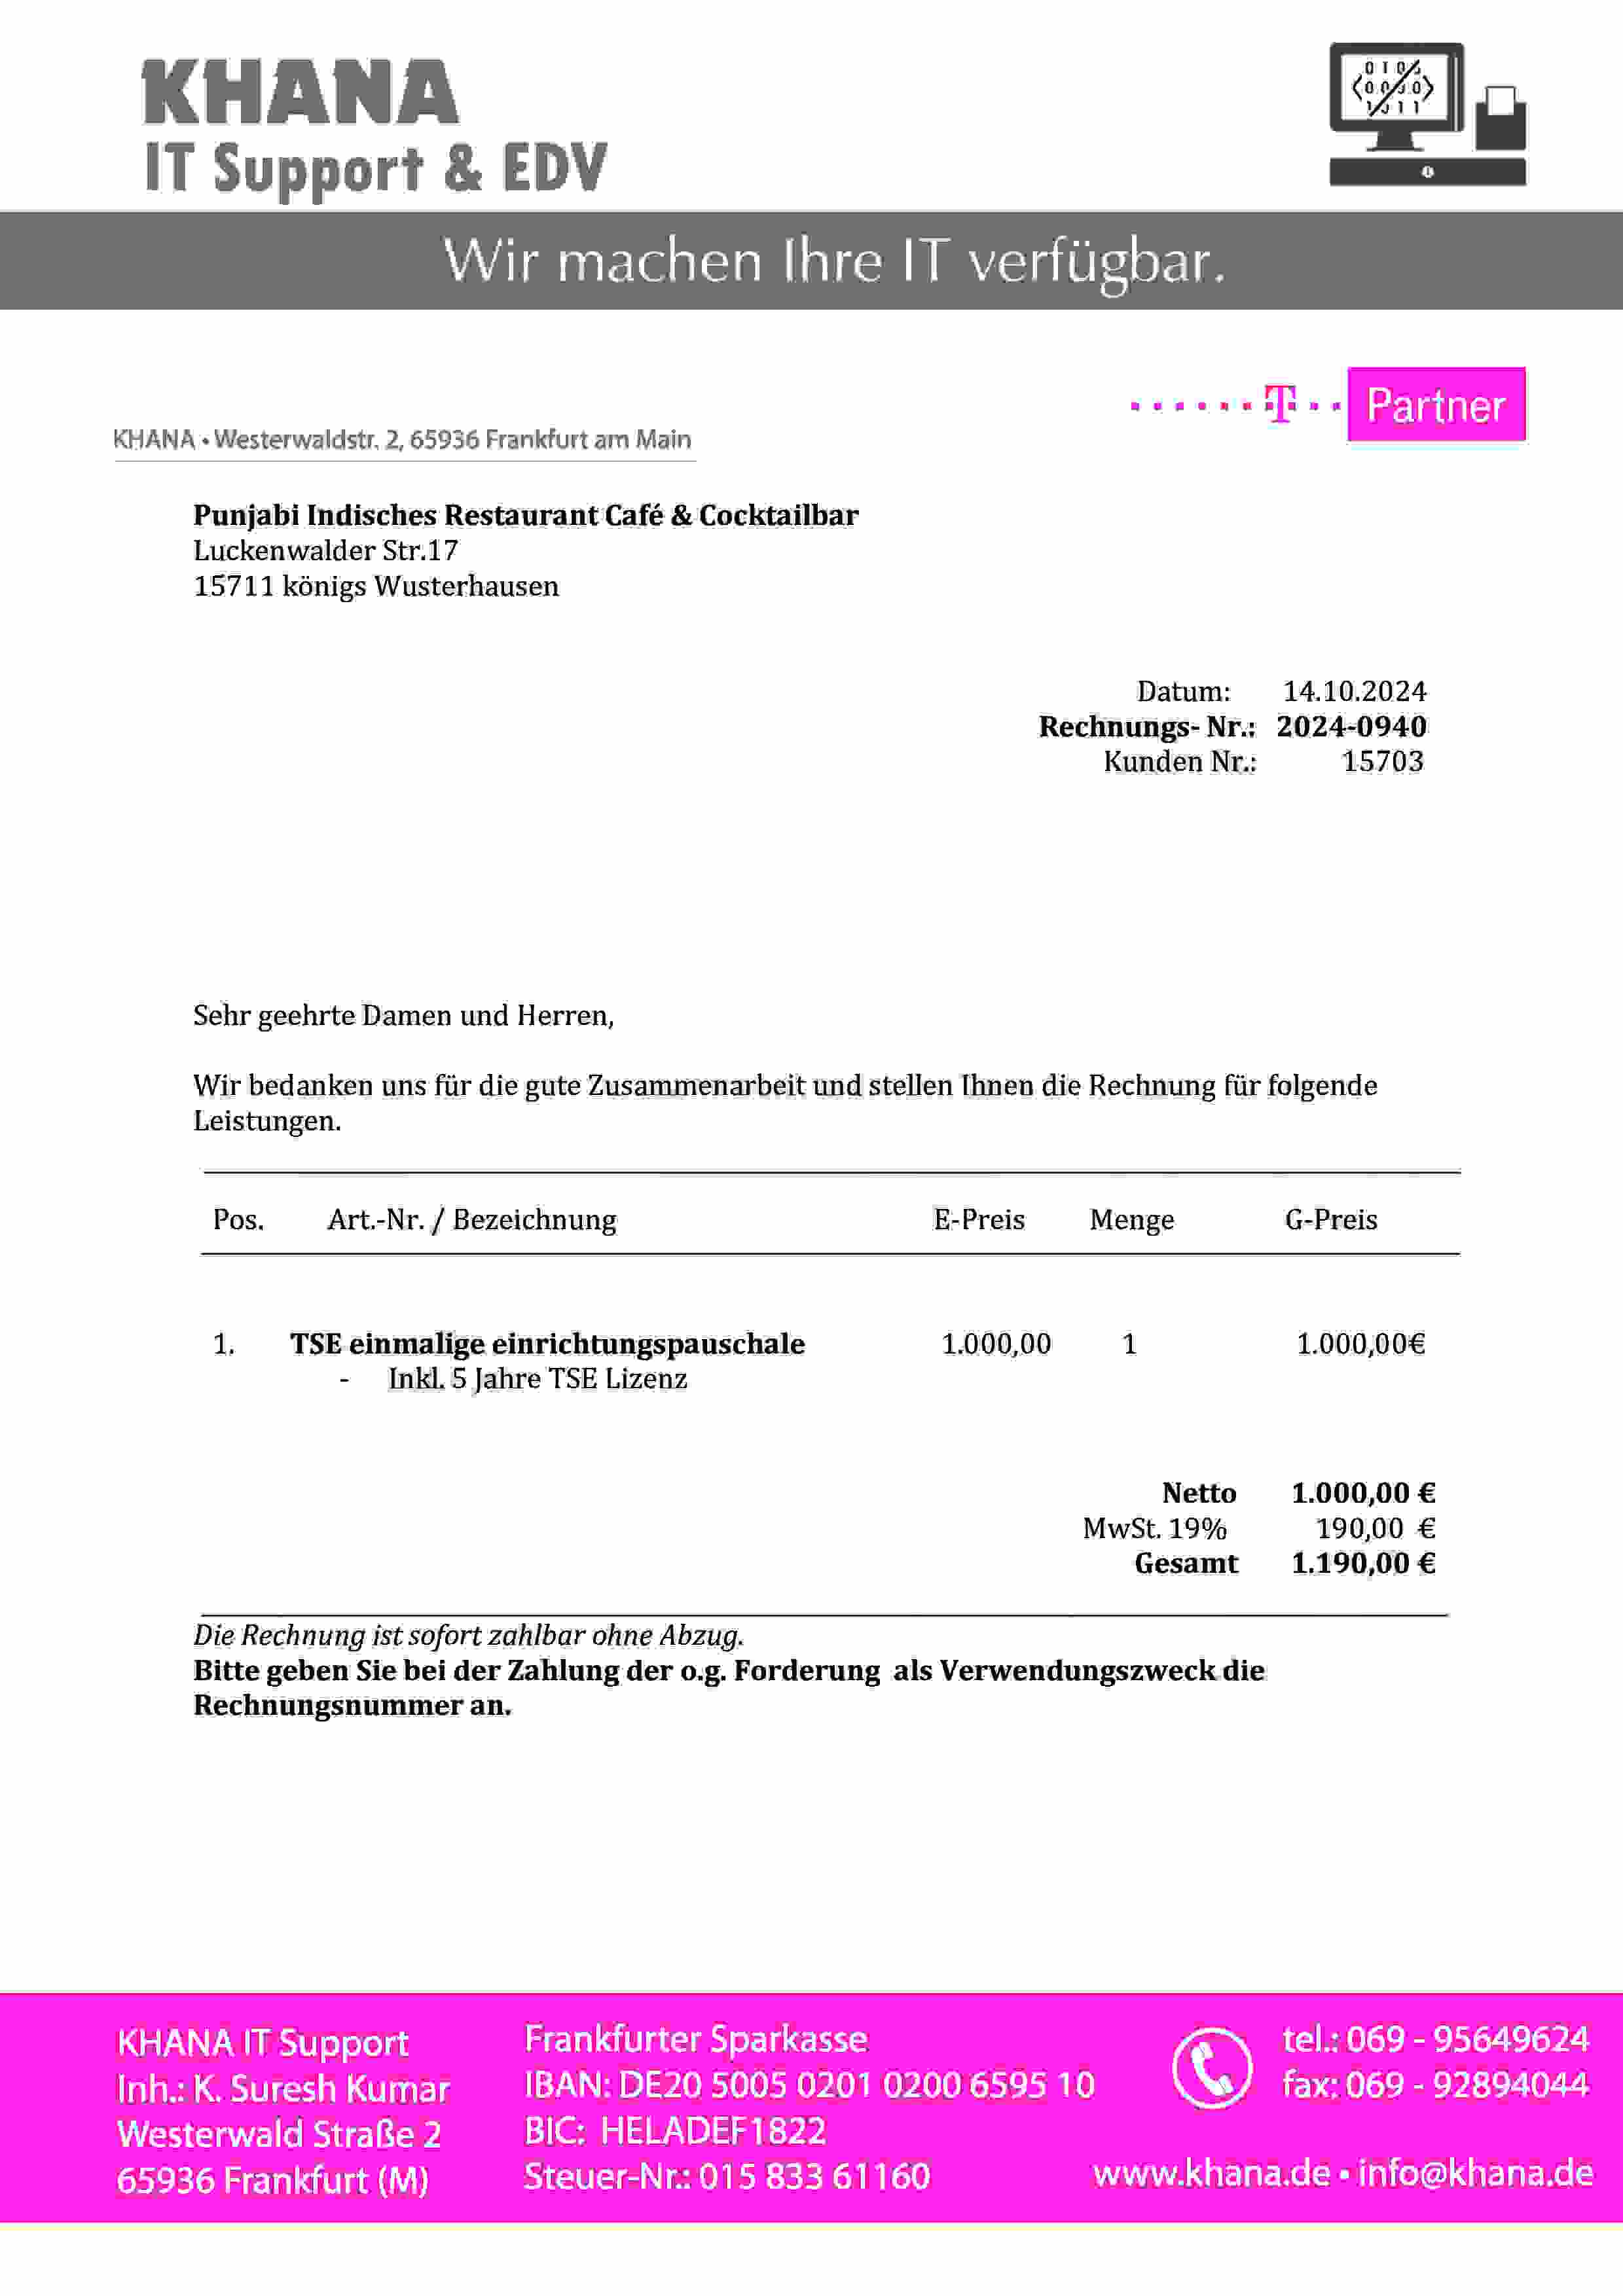 KHANA
IT Support & EDV
Wir machen Ihre IT verfügbar.
T Partner
KHANA • Westerwaldstr. 2, 65936 Frankfurt am Main
Punjabi Indisches Restaurant Café & Cocktailbar
Luckenwalder Str.17
15711 königs Wusterhausen
Datum: 14.10.2024
Rechnungs- Nr.: 2024-0940
Kunden Nr.: 15703
Sehr geehrte Damen und Herren,
Wir bedanken uns für die gute Zusammenarbeit und stellen Ihnen die Rechnung für folgende
Leistungen.
Pos. Art.-Nr. / Bezeichnung E-Preis Menge G-Preis
1. TSE einmalige einrichtungspauschale 1.000,00 1 1.000,00€
- Inkl. 5 Jahre TSE Lizenz
Netto 1.000,00 €
MwSt. 19% 190,00 €
Gesamt 1.190,00 €
Die Rechnung ist sofort zahlbar ohne Abzug.
Bitte geben Sie bei der Zahlung der o.g. Forderung als Verwendungszweck die
Rechnungsnummer an.
KHANA IT Support
Inh.: K. Suresh Kumar
Westerwald Straße 2
65936 Frankfurt (M)
Frankfurter Sparkasse
IBAN: DE20 5005 0201 0200 6595 10
BIC: HELADEF1822
Steuer-Nr.: 015 833 61160
tel.: 069 - 95649624
fax: 069 - 92894044
www.khana.de • info@khana.de